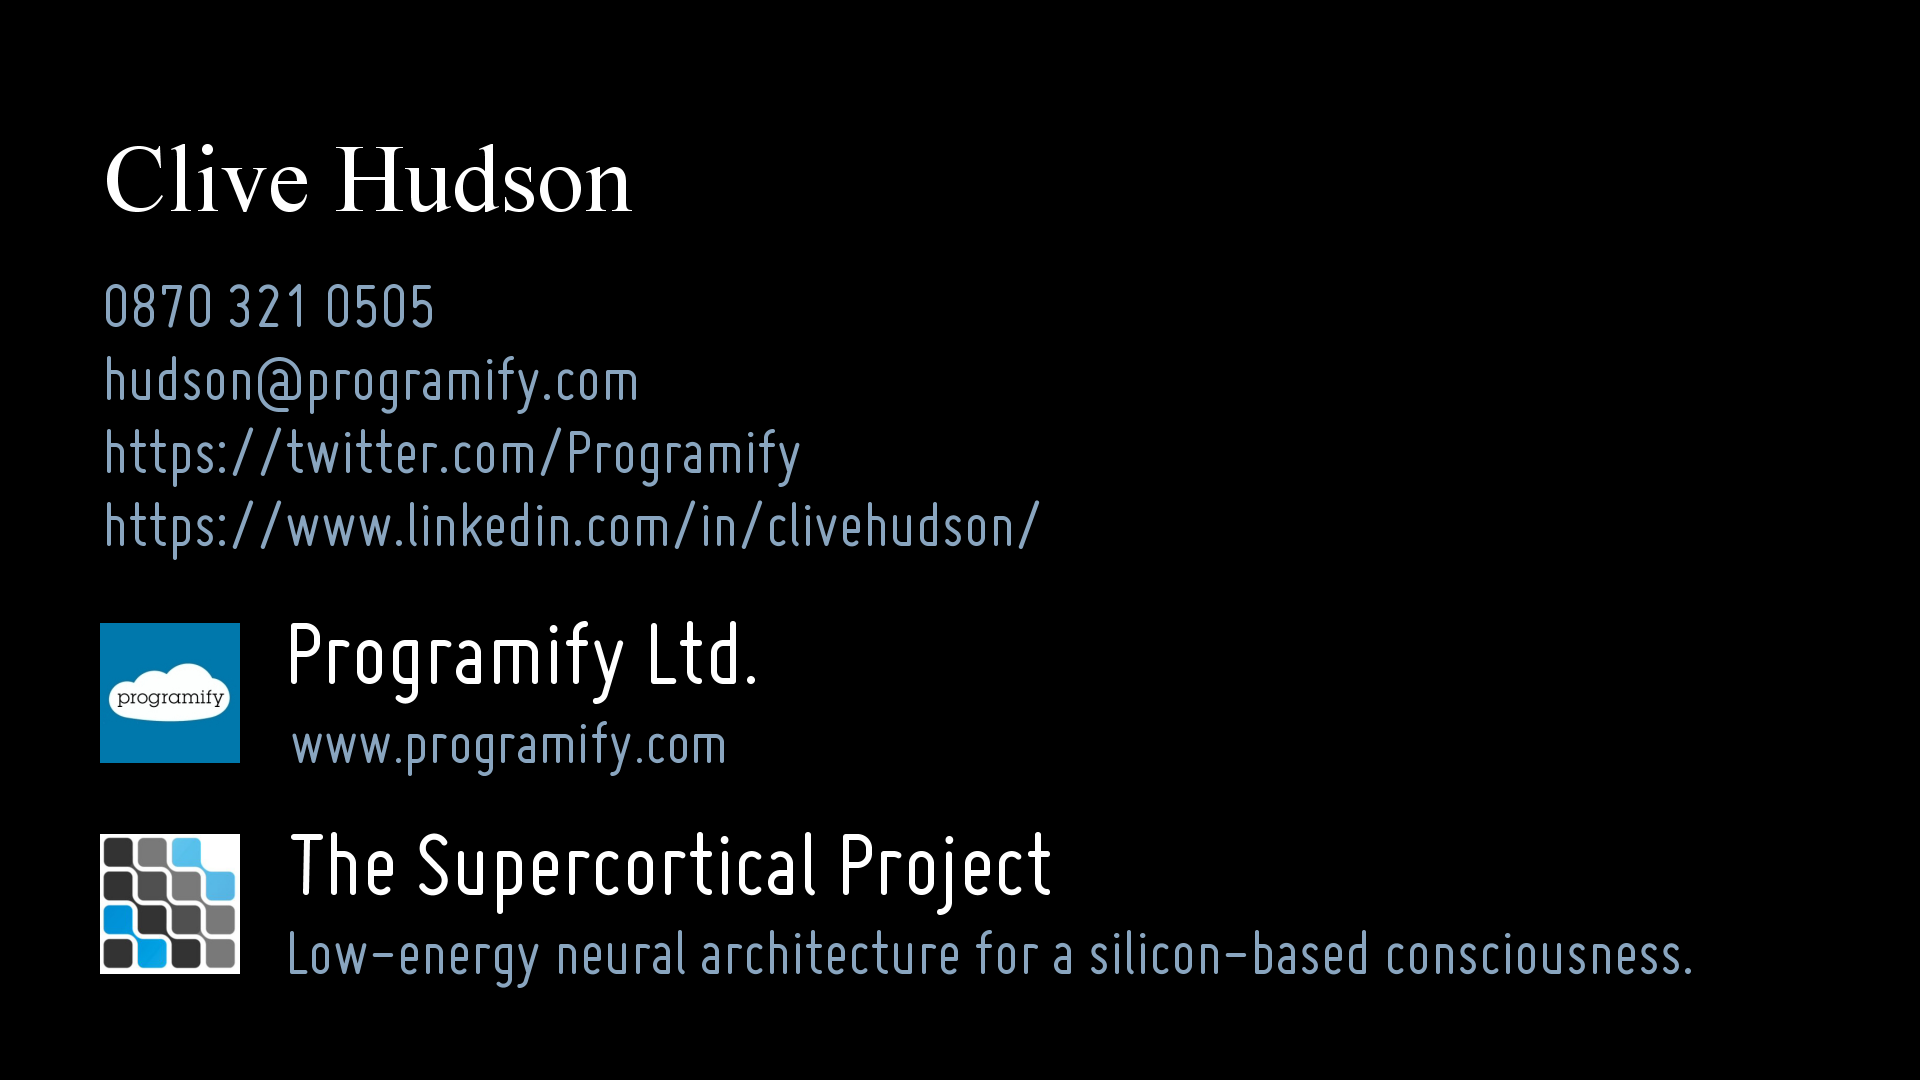 Clive Hudson
0870 321 0505
hudson@programify.com
https://twitter.com/Programify
https://www.linkedin.com/in/clivehudson/
programify
Programify Ltd.
www.programify.com
The Supercortical Project
Low-energy neural architecture for a silicon-based consciousness.